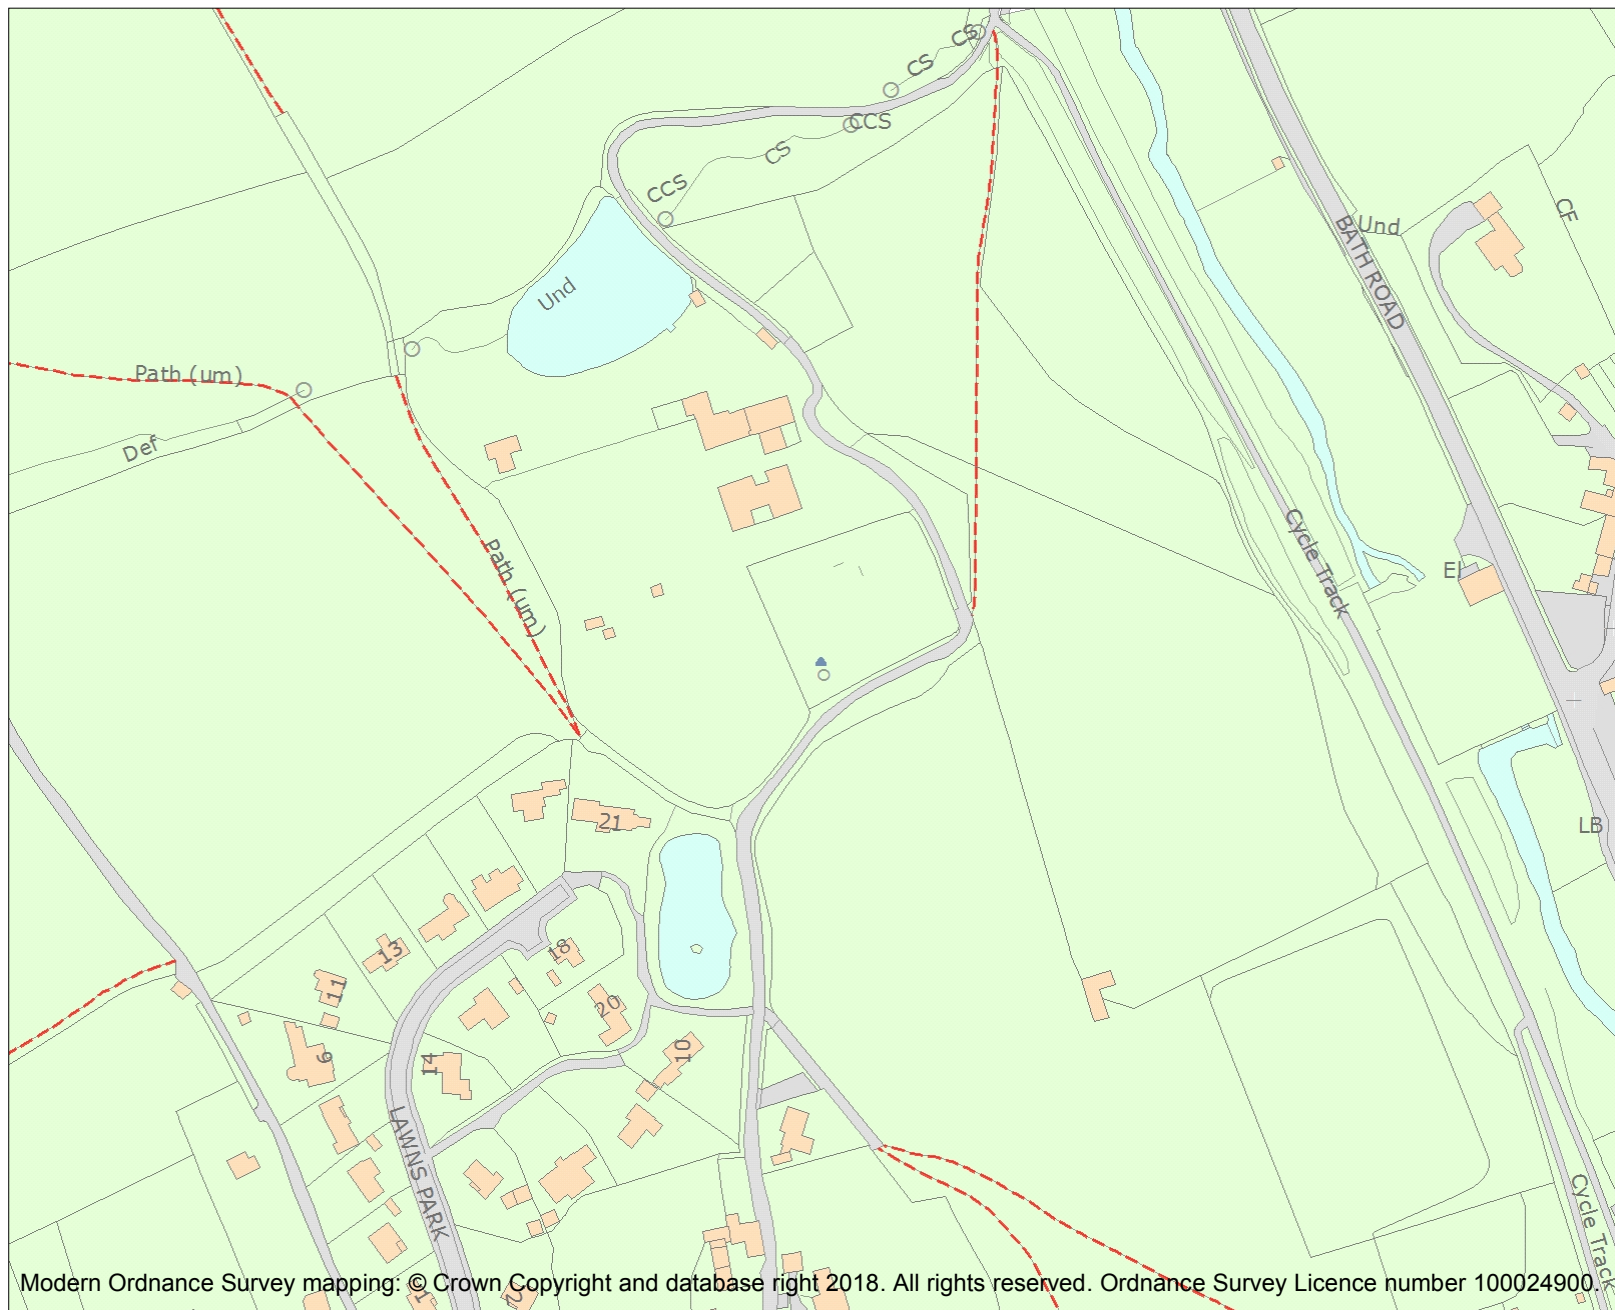 CS
CS
CCS
CS
CCS
Und
BATH ROAD
CF
Und
Path (um)
Def
Path (um)
Cycle Track
El
21
LB
18
13
11
20
9
14
10
LAWNS PARK
Cycle Track
Modern Ordnance Survey mapping: © Crown Copyright and database right 2018. All rights reserved. Ordnance Survey Licence number 100024900.